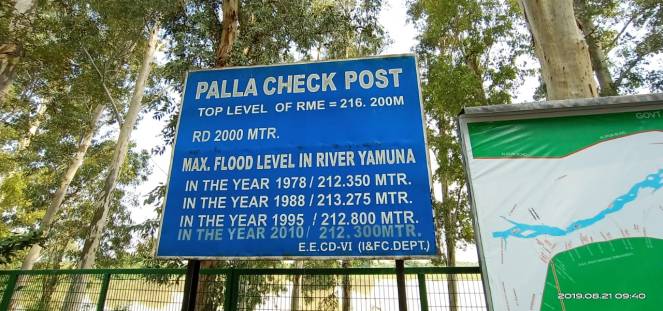 PALLA CHECK POST
TOP LEVEL OF RME = 216. 200M
RD 2000 MTR.
MAX. FLOOD LEVEL IN RIVER YAMUNA
IN THE YEAR 1978 / 212.350 MTR.
IN THE YEAR 1988 / 213.275 MTR.
IN THE YEAR 1995 / 212.800 MTR.
IN THE YEAR 2010 / 212.300MTR.
E.E.CD-VI (I&FC.DEPT.)
GOVT
2019.08.21 09:40